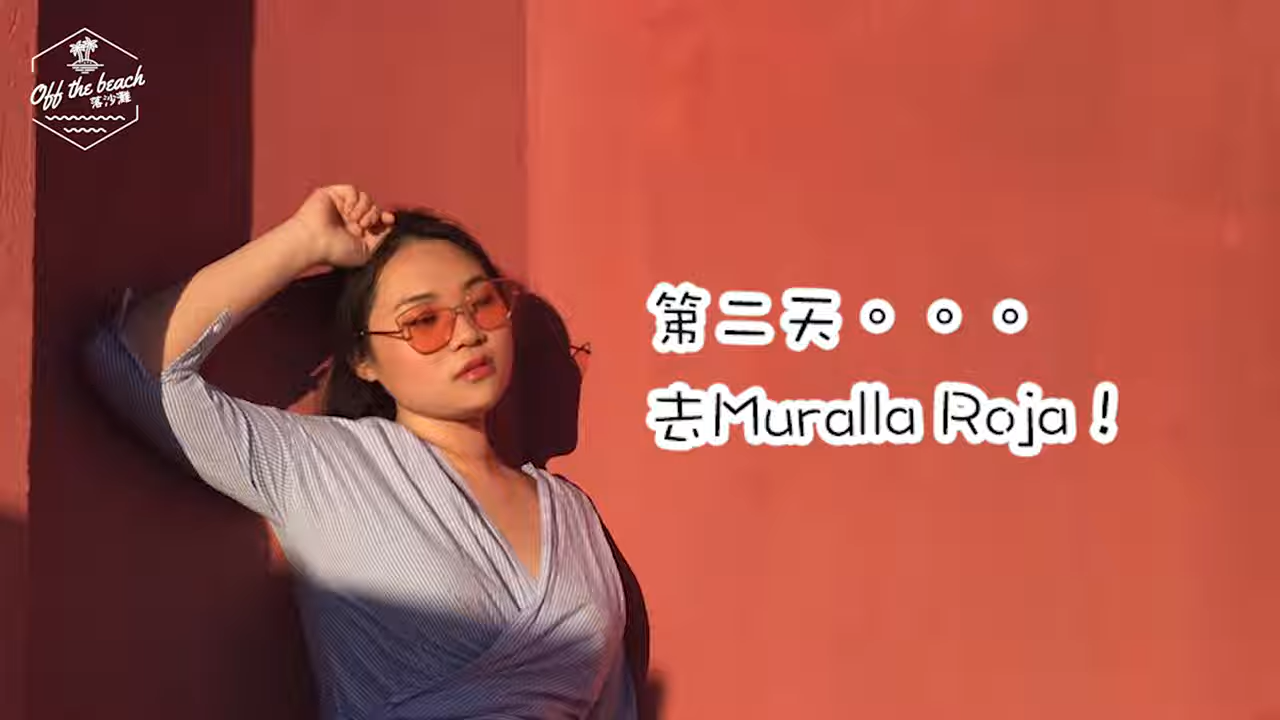 Off the beach
落沙灘
第二天。。。
去Muralla Roja！